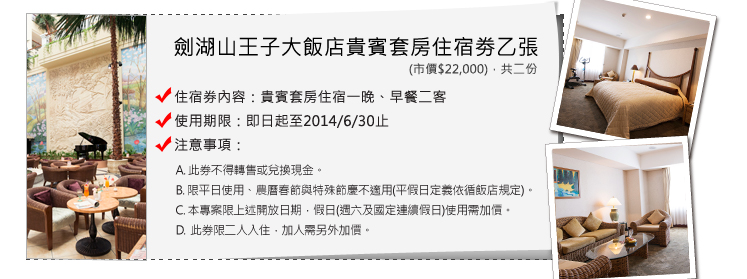 劍湖山王子大飯店貴賓套房住宿券乙張
(市價$22,000)，共二份
住宿券內容：貴賓套房住宿一晚、早餐二客
使用期限：即日起至2014/6/30止
注意事項：
A. 此券不得轉售或兌換現金。
B. 限平日使用、農曆春節與特殊節慶不適用(平假日定義依循飯店規定)。
C. 本專案限上述開放日期，假日(週六及國定連續假日)使用需加價。
D. 此券限二人入住，加人需另外加價。